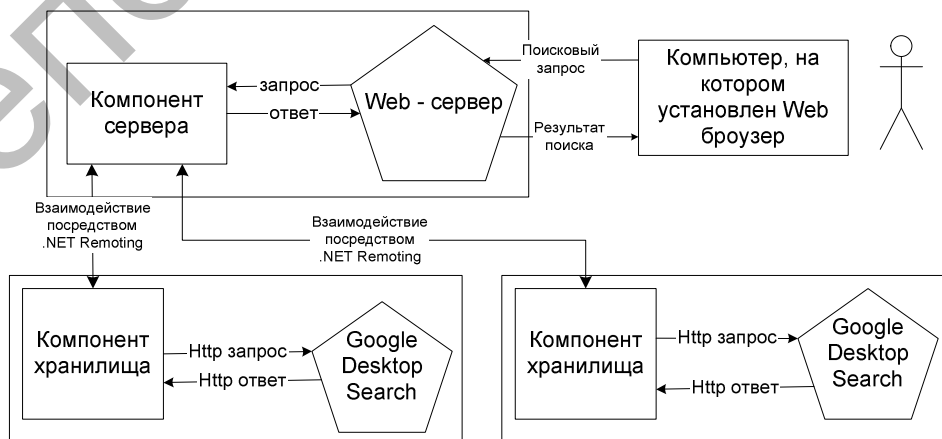 Компонент
сервера
запрос
ответ
Web - сервер
Поисковый
запрос
Результат
поиска
Компьютер, на
котором
установлен Web
броузер
Взаимодействие
посредством
.NET Remoting
Взаимодействие
посредством
.NET Remoting
Компонент
хранилища
Http запрос
Http ответ
Google
Desktop
Search
Компонент
хранилища
Http запрос
Http ответ
Google
Desktop
Search